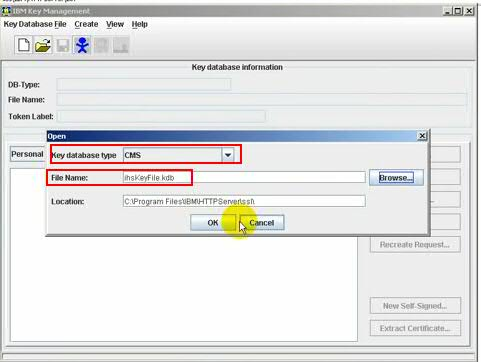 IBM Key Management
Key Database File Create View Help
Key database information
DB-Type:
File Name:
Token Label:
Open
Key database type CMS
File Name: ihsKeyFile.kdb
Browse...
Location: C:\Program Files\IBM\HTTPServer\ssl\
OK Cancel
Personal
Recreate Request...
New Self-Signed...
Extract Certificate...